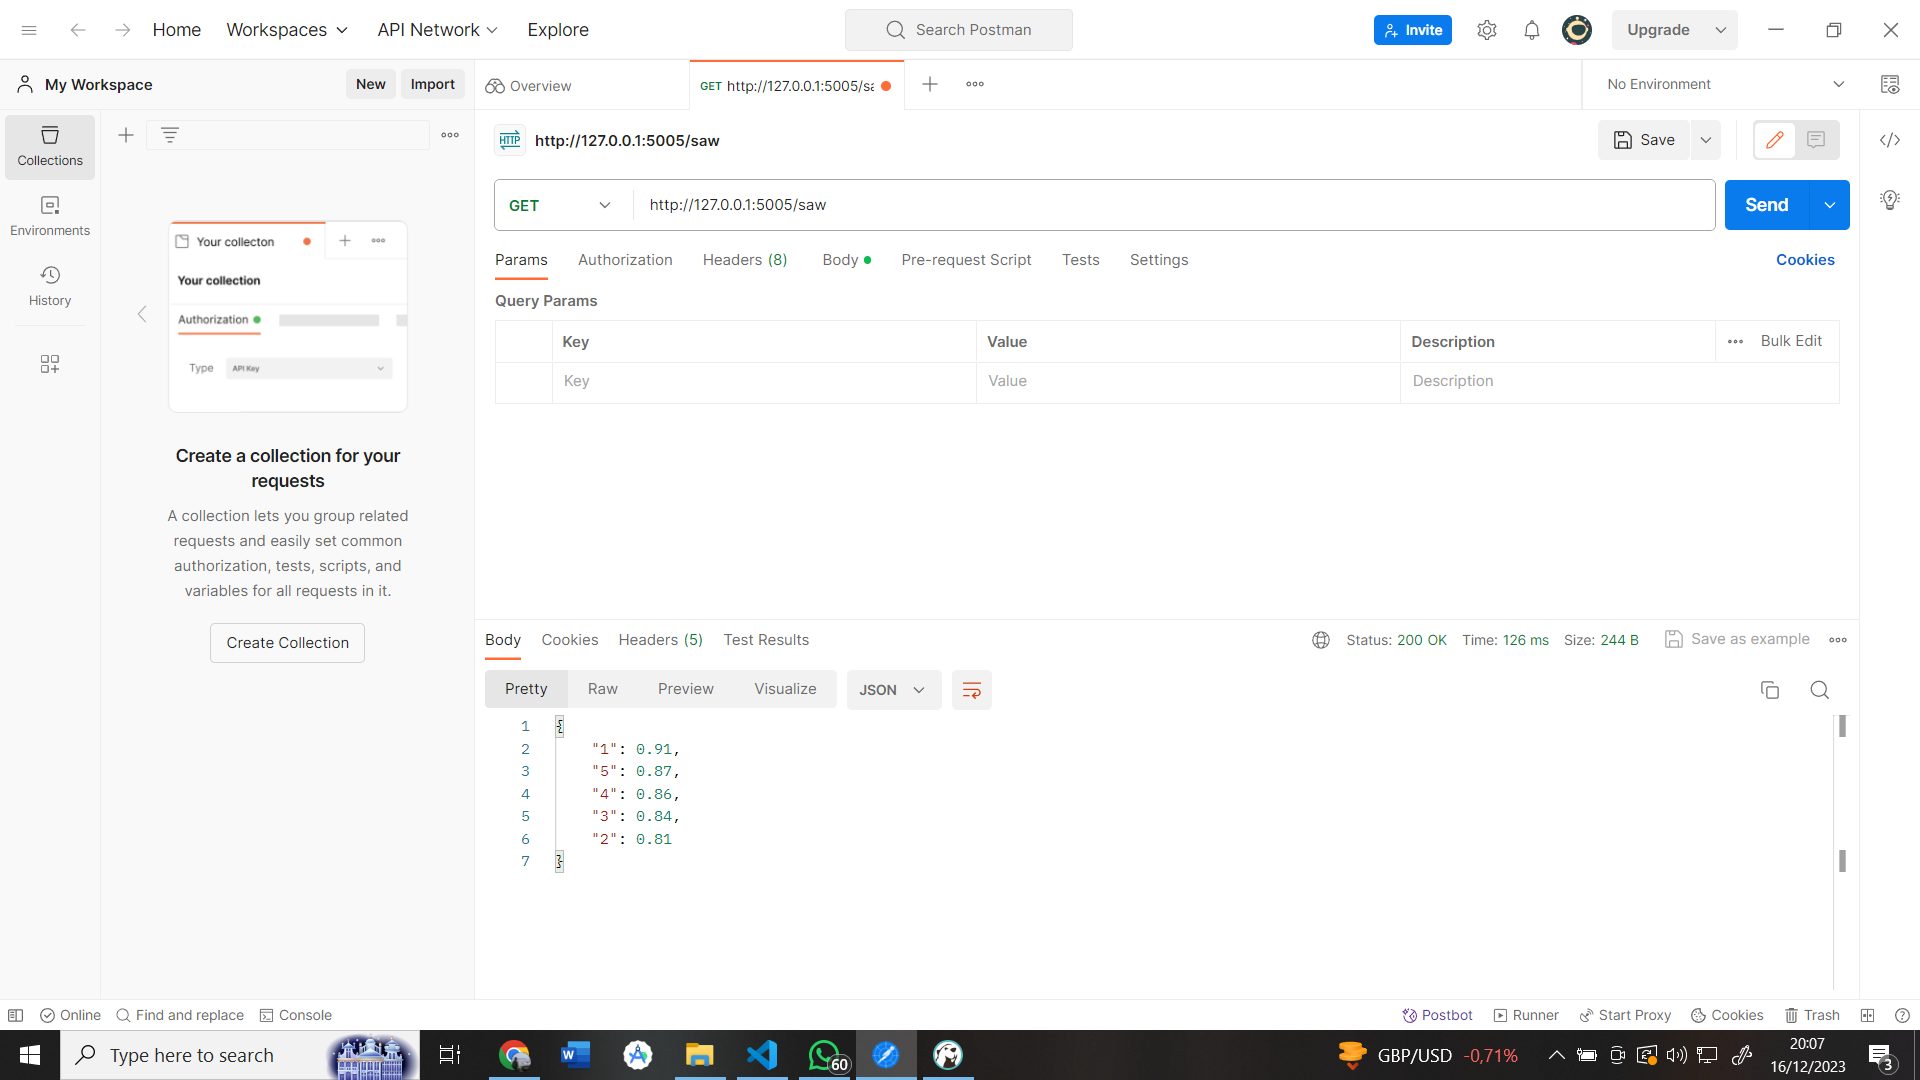 Home Workspaces API Network Explore Search Postman Invite Upgrade
My Workspace New Import Overview GET http://127.0.0.1:5005/sa No Environment
Collections
Environments
History
Your collecton
Your collection
Authorization
Type API Key
Create a collection for your
requests
A collection lets you group related
requests and easily set common
authorization, tests, scripts, and
variables for all requests in it.
Create Collection
HTTP http://127.0.0.1:5005/saw Save
GET http://127.0.0.1:5005/saw Send
Params Authorization Headers (8) Body Pre-request Script Tests Settings Cookies
Query Params
Key Value Description Bulk Edit
Key Value Description
Body Cookies Headers (5) Test Results Status: 200 OK Time: 126 ms Size: 244 B Save as example
Pretty Raw Preview Visualize JSON
1 {
2 "1": 0.91,
3 "5": 0.87,
4 "4": 0.86,
5 "3": 0.84,
6 "2": 0.81
7 }
Online Find and replace Console Postbot Runner Start Proxy Cookies Trash
Type here to search 60 GBP/USD -0,71% 20:07
16/12/2023 3